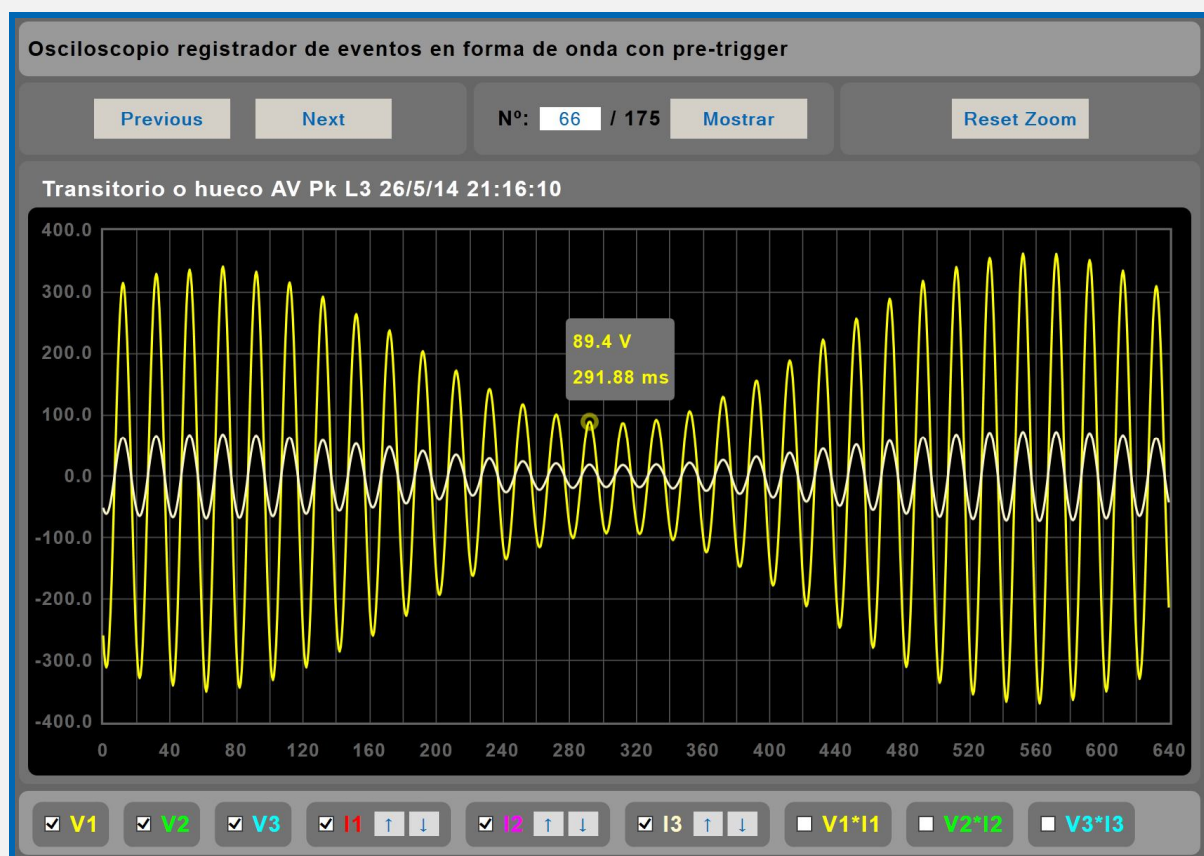 Osciloscopio registrador de eventos en forma de onda con pre-trigger
Previous Next Nº: 66 / 175 Mostrar Reset Zoom
Transitorio o hueco AV Pk L3 26/5/14 21:16:10
400.0
300.0
200.0
100.0
0.0
-100.0
-200.0
-300.0
-400.0
89.4 V
291.88 ms
0 40 80 120 160 200 240 280 320 360 400 440 480 520 560 600 640
V1 V2 V3 I1 ↑ ↓ I2 ↑ ↓ I3 ↑ ↓ V1*I1 V2*I2 V3*I3